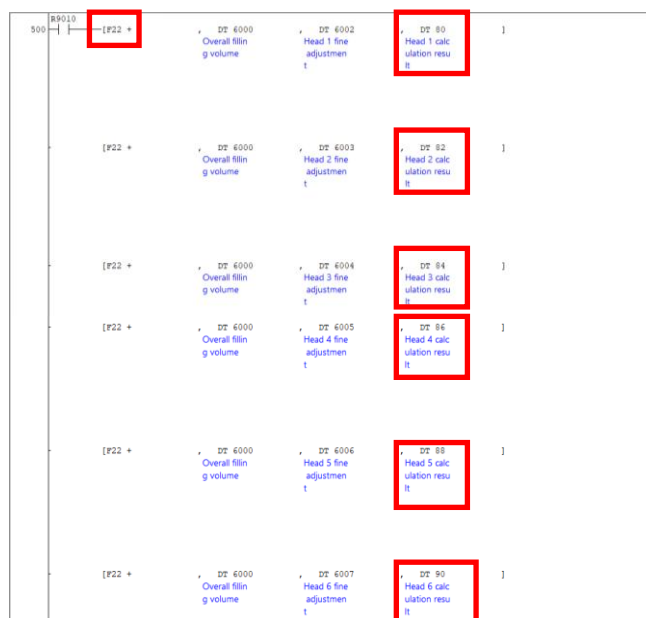 R9010
500 [F22 + , DT 6000 , DT 6002 , DT 80 ]
Overall fillin Head 1 fine Head 1 calc
g volume adjustmen ulation resu
t lt
[F22 + , DT 6000 , DT 6003 , DT 82 ]
Overall fillin Head 2 fine Head 2 calc
g volume adjustmen ulation resu
t lt
[F22 + , DT 6000 , DT 6004 , DT 84 ]
Overall fillin Head 3 fine Head 3 calc
g volume adjustmen ulation resu
t lt
[F22 + , DT 6000 , DT 6005 , DT 86 ]
Overall fillin Head 4 fine Head 4 calc
g volume adjustmen ulation resu
t lt
[F22 + , DT 6000 , DT 6006 , DT 88 ]
Overall fillin Head 5 fine Head 5 calc
g volume adjustmen ulation resu
t lt
[F22 + , DT 6000 , DT 6007 , DT 90 ]
Overall fillin Head 6 fine Head 6 calc
g volume adjustmen ulation resu
t lt